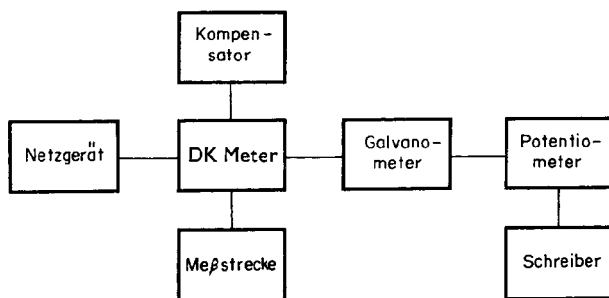 Kompen-
sator
Netzgerät
DK Meter
Galvano-
meter
Potentio-
meter
Meßstrecke
Schreiber